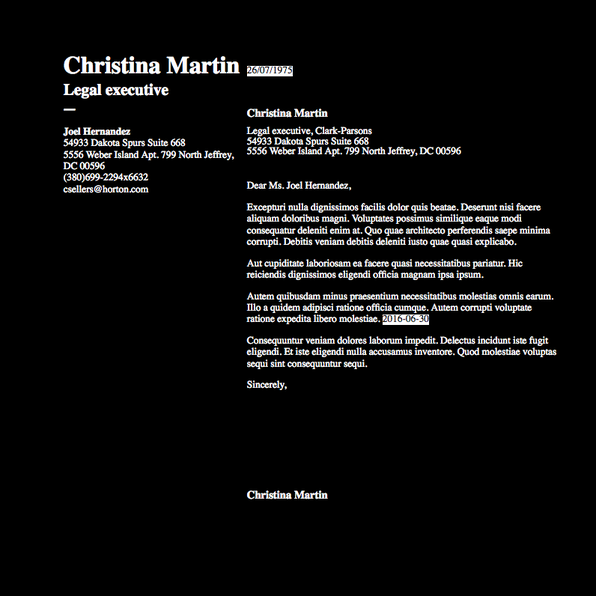 Christina Martin
Legal executive
Joel Hernandez
54933 Dakota Spurs Suite 668
5556 Weber Island Apt. 799 North Jeffrey,
DC 00596
(380)699-2294x6632
csellers@horton.com
26/07/1975
Christina Martin
Legal executive, Clark-Parsons
54933 Dakota Spurs Suite 668
5556 Weber Island Apt. 799 North Jeffrey, DC 00596
Dear Ms. Joel Hernandez,
Excepturi nulla dignissimos facilis dolor quis beatae. Deserunt nisi facere
aliquam doloribus magni. Voluptates possimus similique eaque modi
consequatur deleniti enim at. Quo quae architecto perferendis saepe minima
corrupti. Debitis veniam debitis deleniti iusto quae quasi explicabo.
Aut cupiditate laboriosam ea facere quasi necessitatibus pariatur. Hic
reiciendis dignissimos eligendi officia magnam ipsa ipsum.
Autem quibusdam minus praesentium necessitatibus molestias omnis earum.
Illo a quidem adipisci ratione officia cumque. Autem corrupti voluptate
ratione expedita libero molestiae. 2016-06-30
Consequuntur veniam dolores laborum impedit. Delectus incidunt iste fugit
eligendi. Et iste eligendi nulla accusamus inventore. Quod molestiae voluptas
sequi sint consequuntur sequi.
Sincerely,
Christina Martin